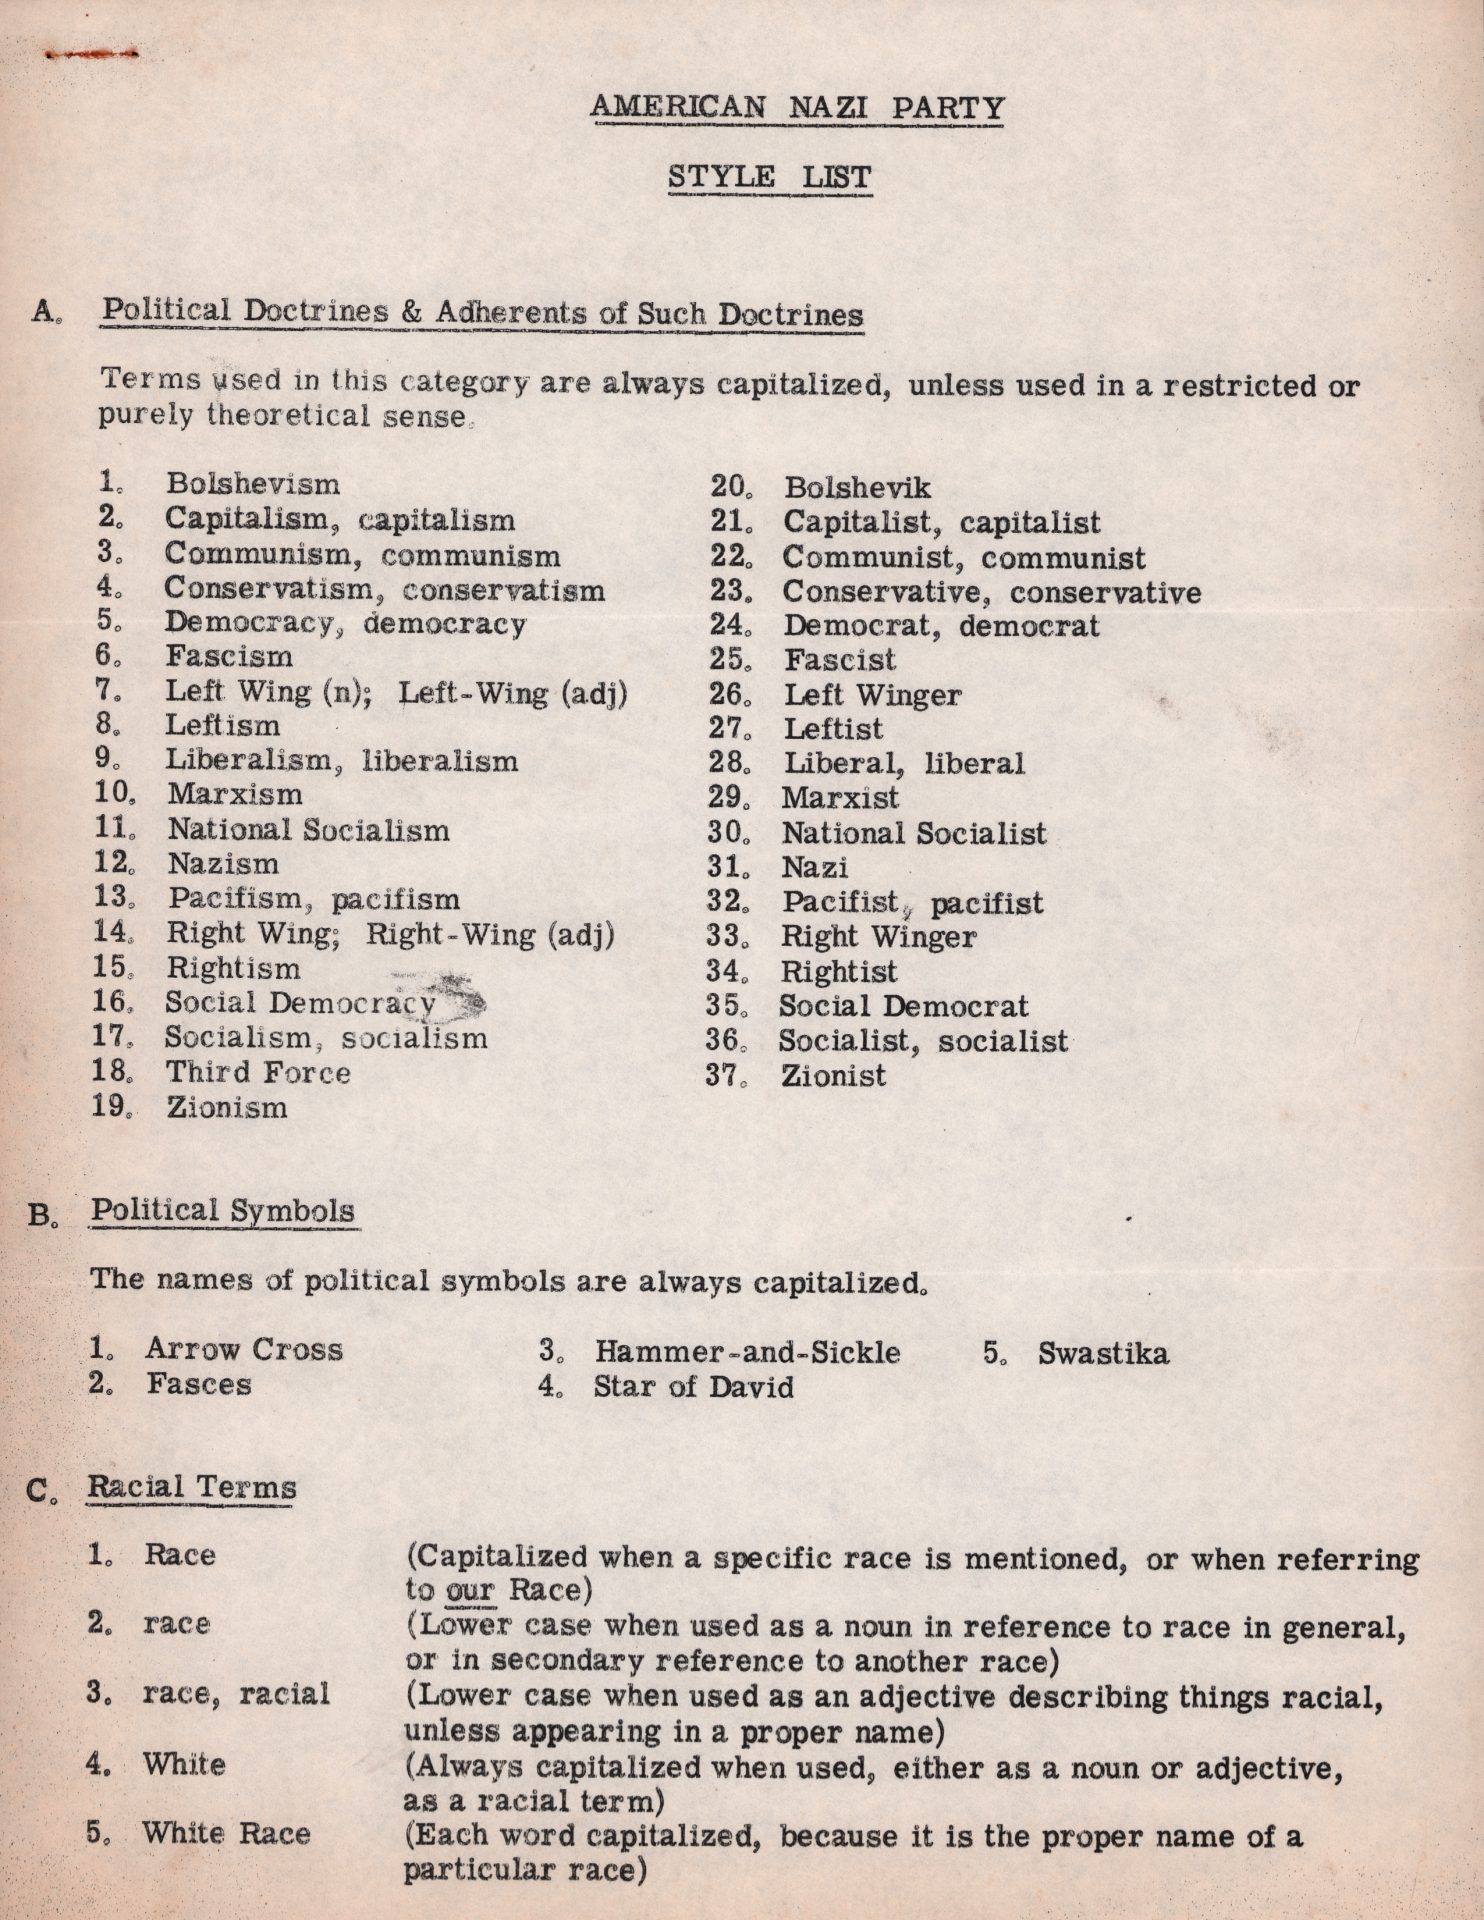 AMERICAN NAZI PARTY
STYLE LIST
A. Political Doctrines & Adherents of Such Doctrines
Terms used in this category are always capitalized, unless used in a restricted or
purely theoretical sense.
1. Bolshevism
2. Capitalism, capitalism
3. Communism, communism
4. Conservatism, conservatism
5. Democracy, democracy
6. Fascism
7. Left Wing (n); Left-Wing (adj)
8. Leftism
9. Liberalism, liberalism
10. Marxism
11. National Socialism
12. Nazism
13. Pacifism, pacifism
14. Right Wing; Right-Wing (adj)
15. Rightism
16. Social Democracy
17. Socialism, socialism
18. Third Force
19. Zionism
20. Bolshevik
21. Capitalist, capitalist
22. Communist, communist
23. Conservative, conservative
24. Democrat, democrat
25. Fascist
26. Left Winger
27. Leftist
28. Liberal, liberal
29. Marxist
30. National Socialist
31. Nazi
32. Pacifist, pacifist
33. Right Winger
34. Rightist
35. Social Democrat
36. Socialist, socialist
37. Zionist
B. Political Symbols
The names of political symbols are always capitalized.
1. Arrow Cross
2. Fasces
3. Hammer-and-Sickle
4. Star of David
5. Swastika
C. Racial Terms
1. Race (Capitalized when a specific race is mentioned, or when referring
to our Race)
2. race (Lower case when used as a noun in reference to race in general,
or in secondary reference to another race)
3. race, racial (Lower case when used as an adjective describing things racial,
unless appearing in a proper name)
4. White (Always capitalized when used, either as a noun or adjective,
as a racial term)
5. White Race (Each word capitalized, because it is the proper name of a
particular race)